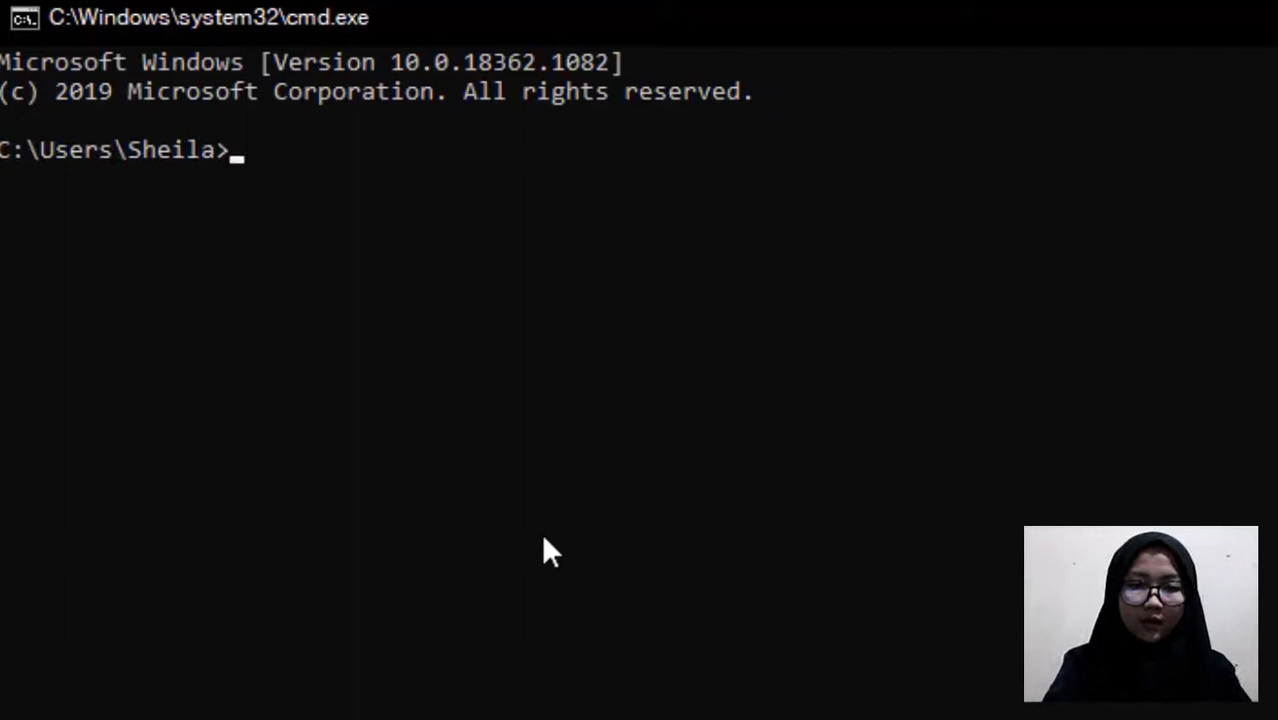 C:\Windows\system32\cmd.exe
Microsoft Windows [Version 10.0.18362.1082]
(c) 2019 Microsoft Corporation. All rights reserved.
C:\Users\Sheila>